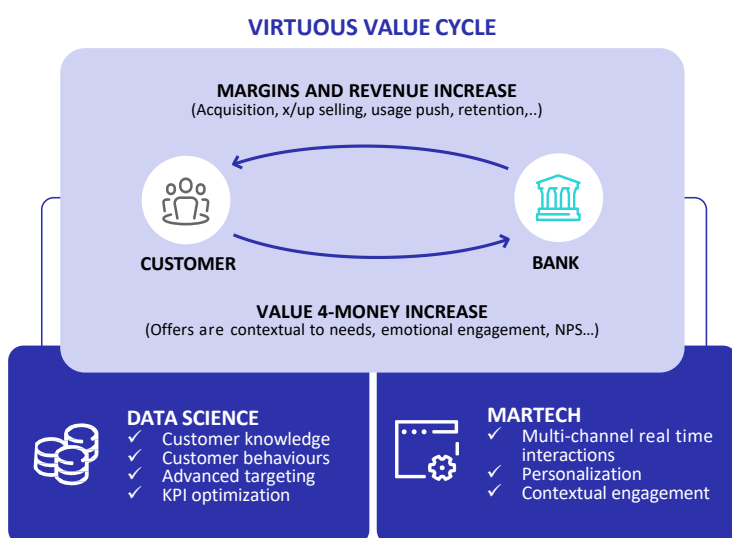 VIRTUOUS VALUE CYCLE
MARGINS AND REVENUE INCREASE
(Acquisition, x/up selling, usage push, retention,..)
CUSTOMER
BANK
VALUE 4-MONEY INCREASE
(Offers are contextual to needs, emotional engagement, NPS…)
DATA SCIENCE
✓ Customer knowledge
✓ Customer behaviours
✓ Advanced targeting
✓ KPI optimization
MARTECH
✓ Multi-channel real time
interactions
✓ Personalization
✓ Contextual engagement